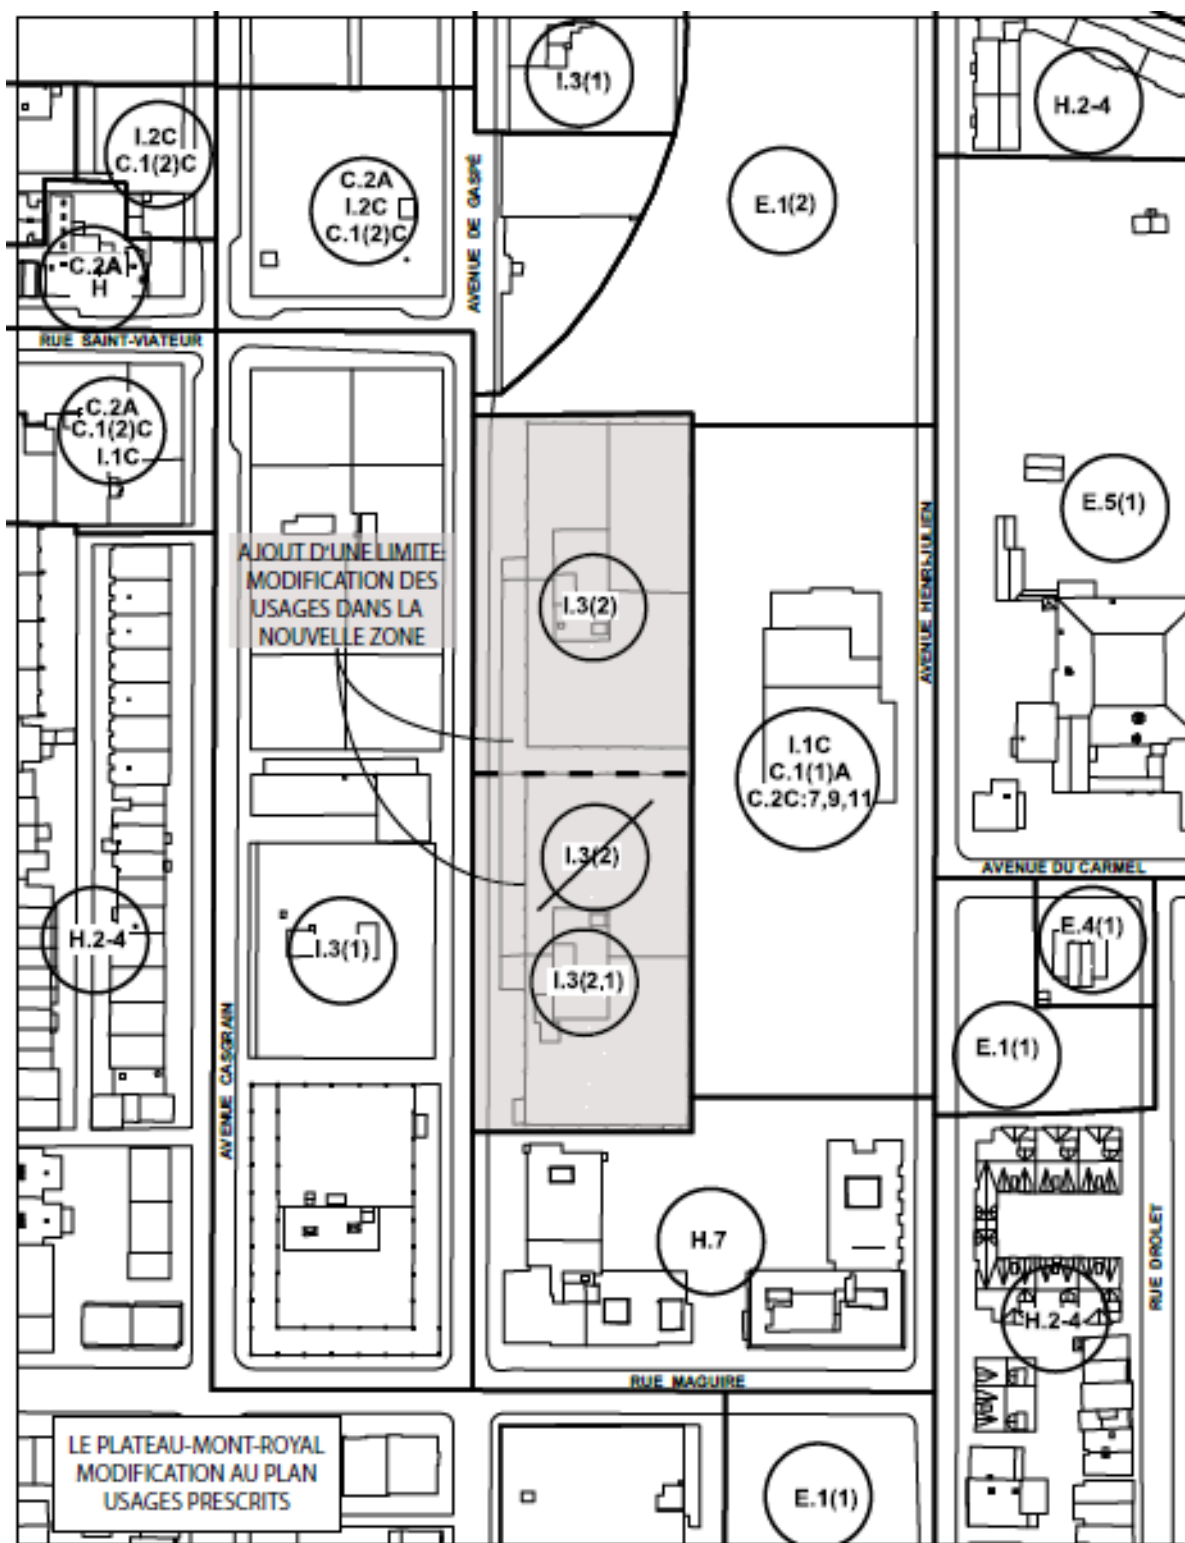 I.3(1)
H.2-4
I.2C
C.1(2)C
C.2A
I.2C
C.1(2)C
AVENUE DE GASPÉ
E.1(2)
C.2A
H
RUE SAINT-VIATEUR
C.2A
C.1(2)C
I.1C
E.5(1)
AVENUE HENRI-JULIEN
AJOUT D'UNE LIMITE:
MODIFICATION DES
USAGES DANS LA
NOUVELLE ZONE
I.3(2)
I.1C
C.1(1)A
C.2C:7,9,11
I.3(2)
AVENUE DU CARMEL
H.2-4
I.3(1)
I.3(2,1)
E.4(1)
E.1(1)
AVENUE CASGRAIN
H.7
RUE DROLET
H.2-4
RUE MAGUIRE
LE PLATEAU-MONT-ROYAL
MODIFICATION AU PLAN
USAGES PRESCRITS
E.1(1)